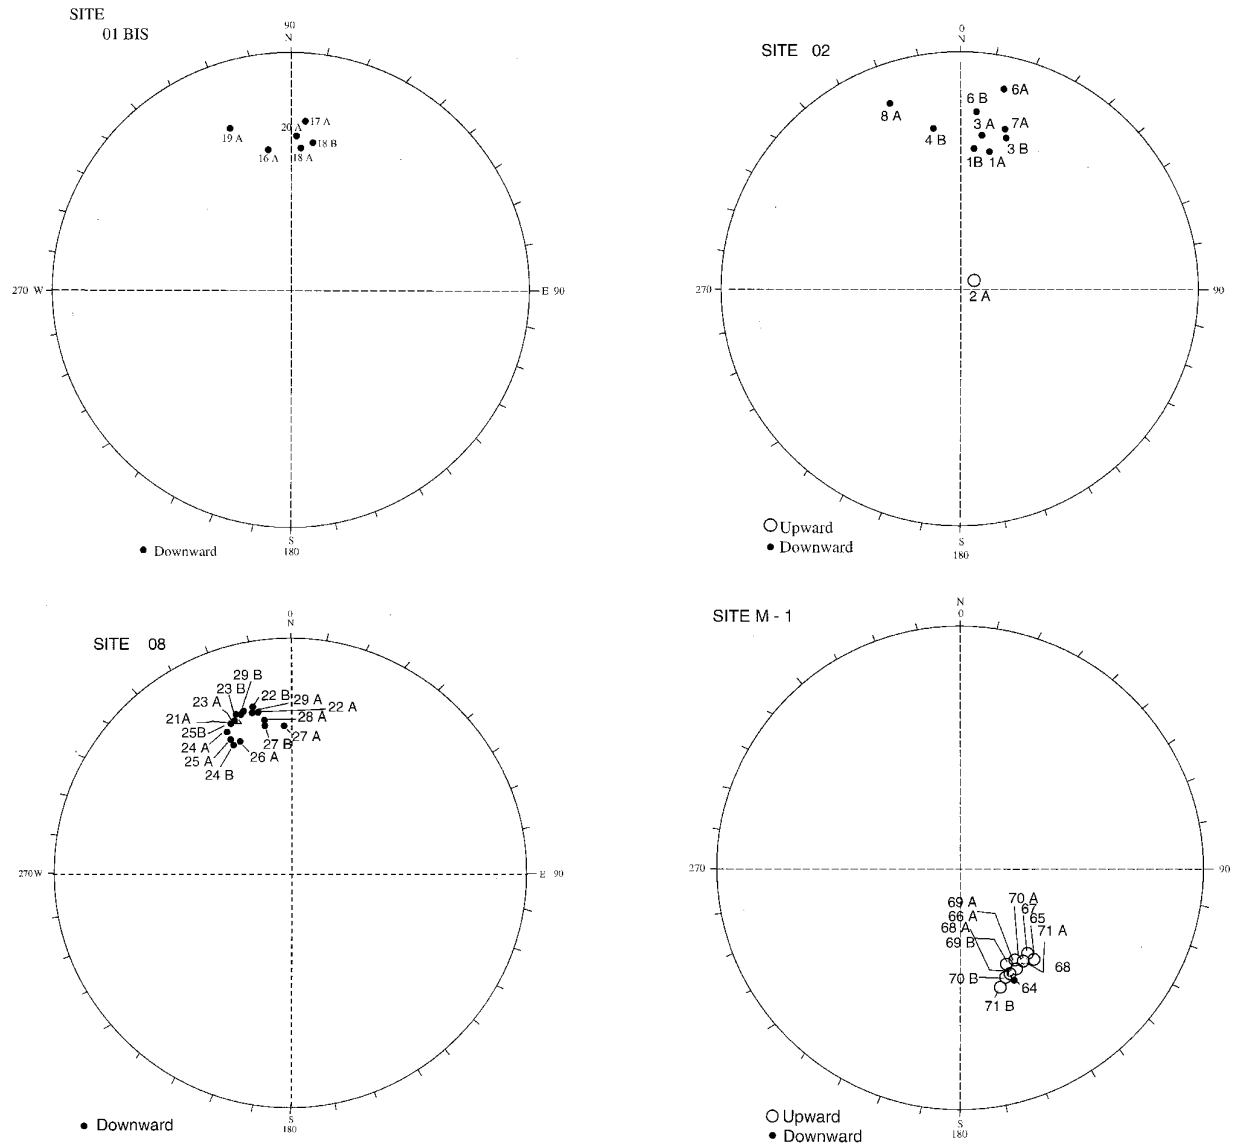 SITE
01 BIS
90
N
17 A
20 A
19 A
18 B
16 A
18 A
270 W
E 90
S
180
Downward
SITE 02
0
N
6A
6 B
8 A
3 A
7A
4 B
3 B
1B
1A
270
90
2 A
S
180
Upward
Downward
SITE 08
0
N
29 B
23 B
22 B
29 A
23 A
22 A
21A
28 A
25B
27 A
24 A
27 B
25 A
26 A
24 B
270W
E 90
S
180
Downward
SITE M - 1
N
0
270
90
69 A
70 A
66 A
67
65
68 A
71 A
69 B
68
70 B
64
71 B
S
180
Upward
Downward